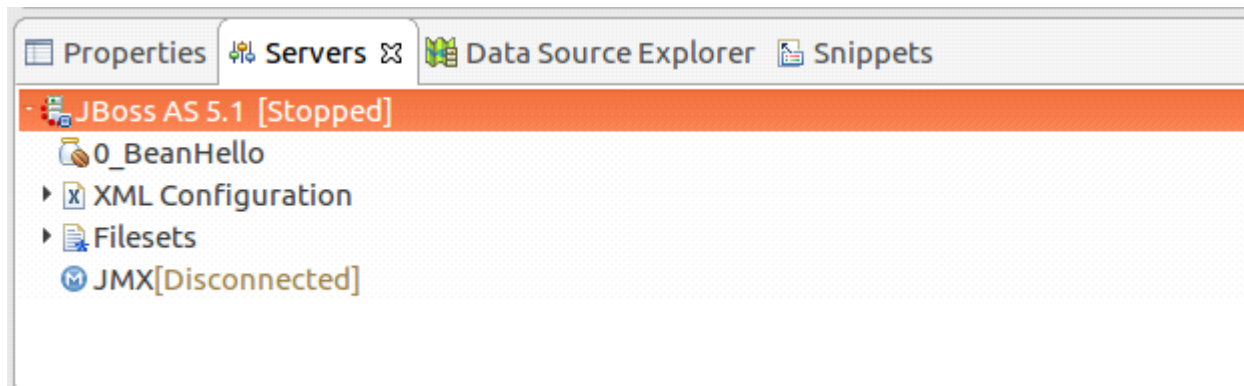 Properties Servers Data Source Explorer Snippets
JBoss AS 5.1 [Stopped]
0_BeanHello
XML Configuration
Filesets
JMX[Disconnected]